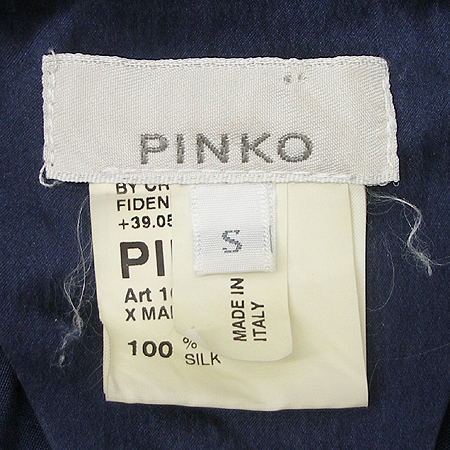 PINKO
BY CR
FIDEN
+39.05
S
PI
Art 1
X MA
MADE IN
ITALY
100 %
SILK